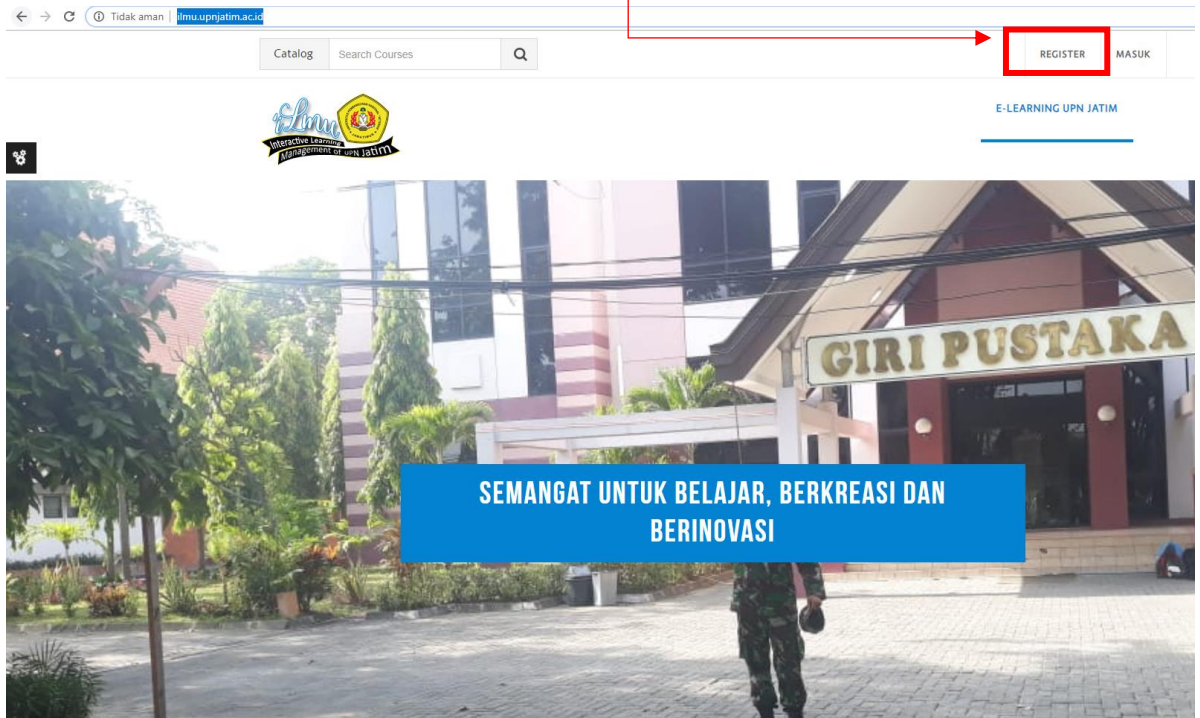 Tidak aman | ilmu.upnjatim.ac.id
Catalog Search Courses REGISTER MASUK
iLmu
Interactive Learning
Management of UPN Jatim
E-LEARNING UPN JATIM
GIRI PUSTAKA
SEMANGAT UNTUK BELAJAR, BERKREASI DAN
BERINOVASI